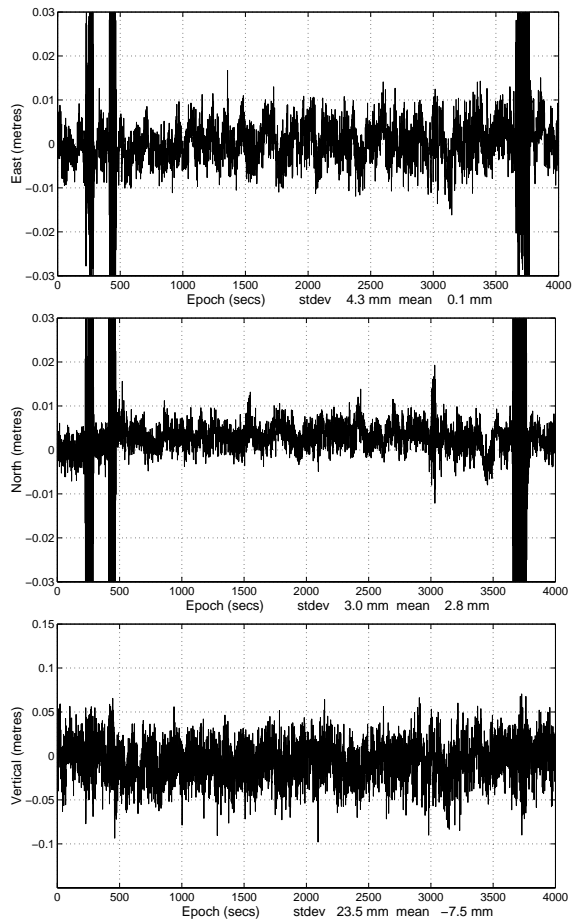 0.03
0.02
0.01
0
−0.01
−0.02
−0.03
East (metres)
0 500 1000 1500 2000 2500 3000 3500 4000
Epoch (secs) stdev 4.3 mm mean 0.1 mm
0.03
0.02
0.01
0
−0.01
−0.02
−0.03
North (metres)
0 500 1000 1500 2000 2500 3000 3500 4000
Epoch (secs) stdev 3.0 mm mean 2.8 mm
0.15
0.1
0.05
0
−0.05
−0.1
Vertical (metres)
0 500 1000 1500 2000 2500 3000 3500 4000
Epoch (secs) stdev 23.5 mm mean −7.5 mm